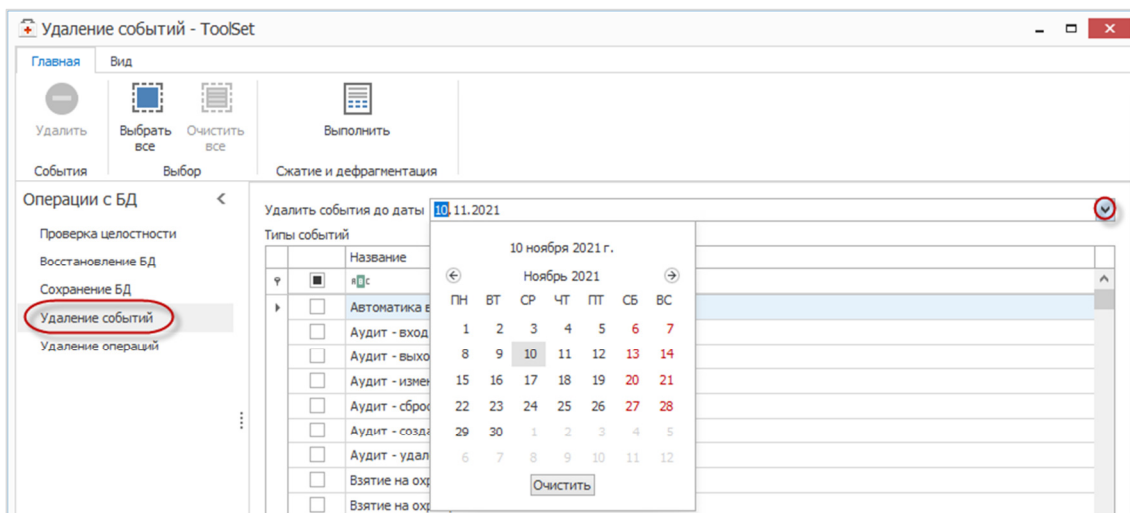 Удаление событий - ToolSet
Главная Вид
Удалить Выбрать все Очистить все Выполнить
События Выбор Сжатие и дефрагментация
Операции с БД
Проверка целостности
Восстановление БД
Сохранение БД
Удаление событий
Удаление операций
Удалить события до даты 10.11.2021
Типы событий
Название
Автоматика в
Аудит - вход
Аудит - выхо
Аудит - измен
Аудит - сброс
Аудит - созда
Аудит - удал
Взятие на охр
Взятие на охр
10 ноября 2021 г.
Ноябрь 2021
ПН ВТ СР ЧТ ПТ СБ ВС
1 2 3 4 5 6 7
8 9 10 11 12 13 14
15 16 17 18 19 20 21
22 23 24 25 26 27 28
29 30 1 2 3 4 5
6 7 8 9 10 11 12
Очистить